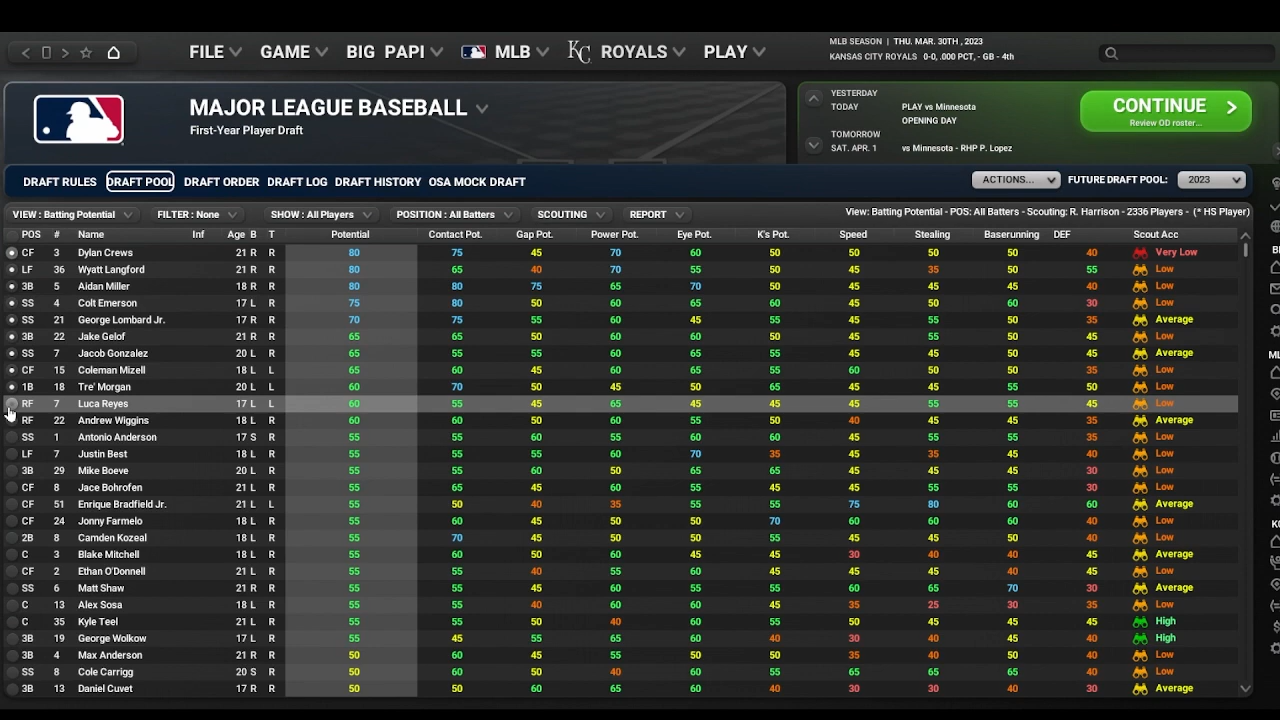 FILE GAME BIG PAPI MLB KC ROYALS PLAY
MLB SEASON | THU. MAR. 30TH , 2023
KANSAS CITY ROYALS 0-0, .000 PCT, - GB - 4th
MAJOR LEAGUE BASEBALL
First-Year Player Draft
YESTERDAY
TODAY PLAY vs Minnesota
OPENING DAY
TOMORROW
SAT. APR. 1 vs Minnesota - RHP P. Lopez
CONTINUE
Review OD roster...
DRAFT RULES DRAFT POOL DRAFT ORDER DRAFT LOG DRAFT HISTORY OSA MOCK DRAFT ACTIONS... FUTURE DRAFT POOL: 2023
VIEW : Batting Potential FILTER : None SHOW : All Players POSITION : All Batters SCOUTING REPORT View: Batting Potential - POS: All Batters - Scouting: R. Harrison - 2336 Players - (* HS Player)
POS # Name Inf Age B T Potential Contact Pot. Gap Pot. Power Pot. Eye Pot. K's Pot. Speed Stealing Baserunning DEF Scout Acc
CF 3 Dylan Crews 21 R R 80 75 45 70 60 50 50 50 50 40 Very Low
LF 36 Wyatt Langford 21 R R 80 65 40 70 55 50 45 35 50 55 Low
3B 5 Aidan Miller 18 R R 80 80 75 65 70 50 45 45 50 40 Low
SS 4 Colt Emerson 17 L R 75 80 50 60 65 60 45 50 60 30 Low
SS 21 George Lombard Jr. 17 R R 70 75 55 60 45 55 45 55 50 35 Average
3B 22 Jake Gelof 21 R R 65 65 50 60 55 45 45 55 50 40 Low
SS 7 Jacob Gonzalez 20 L R 65 55 55 60 65 55 45 45 50 45 Average
CF 15 Coleman Mizell 18 L L 65 60 45 60 60 55 60 50 50 35 Low
1B 18 Tre' Morgan 20 L L 60 70 50 45 50 65 45 55 55 50 Low
RF 7 Luca Reyes 17 L L 60 55 45 65 45 45 45 55 55 45 Low
RF 22 Andrew Wiggins 18 L R 60 60 50 60 55 50 40 45 45 35 Average
SS 1 Antonio Anderson 17 S R 55 55 60 55 60 45 45 55 55 35 Low
LF 7 Justin Best 18 L R 55 55 55 60 70 35 45 35 45 40 Low
3B 29 Mike Boeve 20 L R 55 55 60 50 65 65 45 45 45 30 Low
CF 8 Jace Bohrofen 21 L R 55 60 45 65 45 45 55 55 50 30 Low
CF 51 Enrique Bradfield Jr. 21 L L 55 50 40 35 55 55 75 80 60 60 Average
CF 24 Jonny Farmelo 18 L R 55 60 45 50 50 70 60 60 60 40 Low
2B 8 Camden Kozeal 18 L R 55 70 45 50 60 55 45 45 50 40 Low
C 3 Blake Mitchell 18 L R 55 60 50 60 45 45 30 40 40 45 Average
CF 2 Ethan O'Donnell 21 L L 55 55 40 55 60 45 45 45 40 45 Low
SS 6 Matt Shaw 21 R R 55 55 45 60 60 55 60 65 70 30 Average
C 13 Alex Sosa 18 L R 55 55 40 60 60 45 35 25 30 35 Low
C 35 Kyle Teel 21 L R 55 55 50 40 60 55 50 45 45 45 High
3B 19 George Wolkow 17 L R 55 45 55 65 60 40 30 40 45 40 High
3B 4 Max Anderson 21 R R 50 60 45 55 50 50 35 40 50 40 Low
SS 8 Cole Carrigg 20 S R 50 60 50 40 60 55 65 65 65 60 Low
3B 13 Daniel Cuvet 17 R R 50 50 60 65 60 40 30 30 40 30 Average